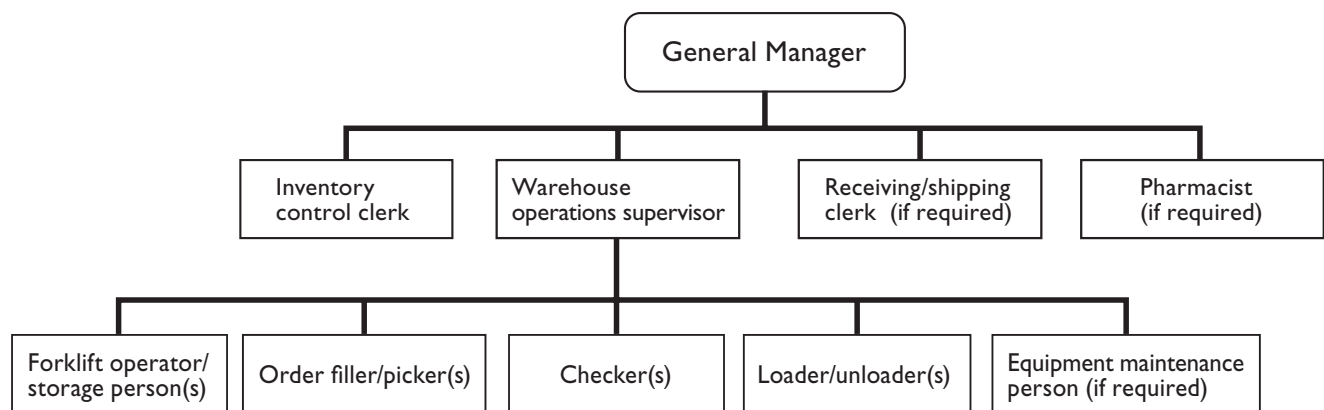 General Manager
Inventory
control clerk
Warehouse
operations supervisor
Receiving/shipping
clerk (if required)
Pharmacist
(if required)
Forklift operator/
storage person(s)
Order filler/picker(s)
Checker(s)
Loader/unloader(s)
Equipment maintenance
person (if required)